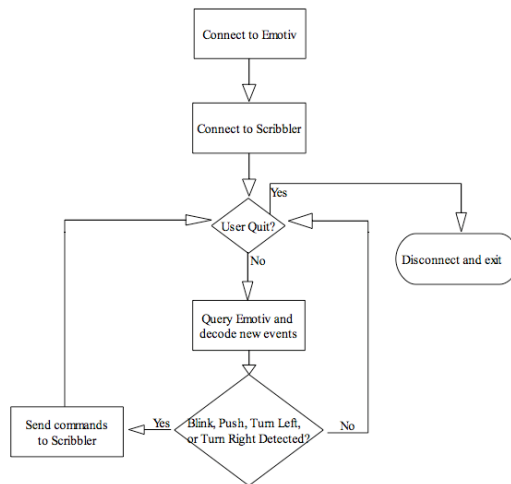 Connect to Emotiv
Connect to Scribbler
Yes
User Quit?
Disconnect and exit
No
Query Emotiv and
decode new events
Send commands
to Scribbler
Yes
Blink, Push, Turn Left,
or Turn Right Detected?
No